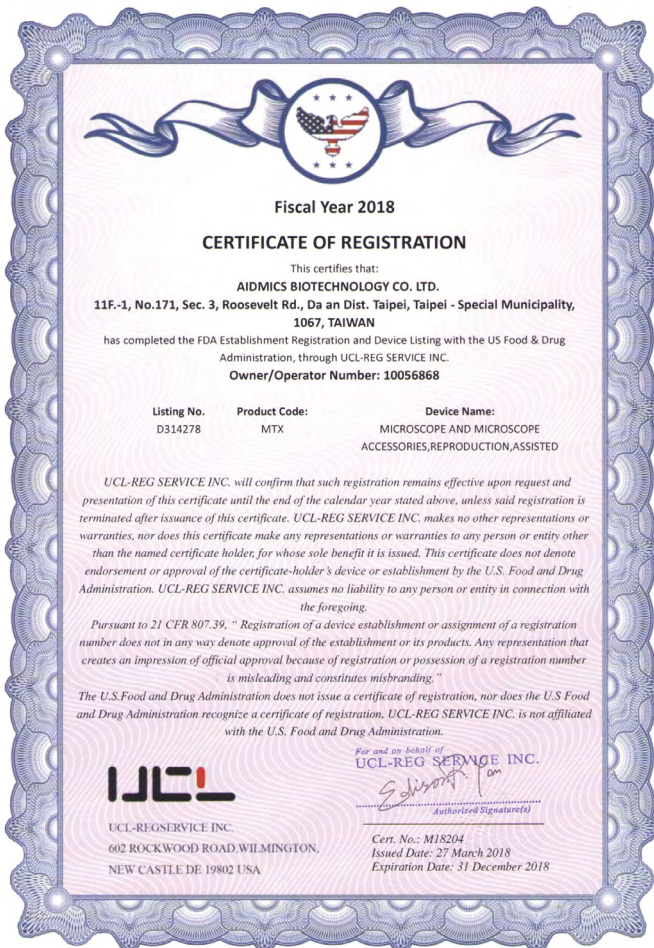 Fiscal Year 2018
CERTIFICATE OF REGISTRATION
This certifies that:
AIDMICS BIOTECHNOLOGY CO. LTD.
11F.-1, No.171, Sec. 3, Roosevelt Rd., Da an Dist. Taipei, Taipei - Special Municipality,
1067, TAIWAN
has completed the FDA Establishment Registration and Device Listing with the US Food & Drug
Administration, through UCL-REG SERVICE INC.
Owner/Operator Number: 10056868
Listing No. Product Code: Device Name:
D314278 MTX MICROSCOPE AND MICROSCOPE
ACCESSORIES,REPRODUCTION,ASSISTED
UCL-REG SERVICE INC. will confirm that such registration remains effective upon request and
presentation of this certificate until the end of the calendar year stated above, unless said registration is
terminated after issuance of this certificate. UCL-REG SERVICE INC. makes no other representations or
warranties, nor does this certificate make any representations or warranties to any person or entity other
than the named certificate holder, for whose sole benefit it is issued. This certificate does not denote
endorsement or approval of the certificate-holder's device or establishment by the U.S. Food and Drug
Administration. UCL-REG SERVICE INC. assumes no liability to any person or entity in connection with
the foregoing.
Pursuant to 21 CFR 807.39, " Registration of a device establishment or assignment of a registration
number does not in any way denote approval of the establishment or its products. Any representation that
creates an impression of official approval because of registration or possession of a registration number
is misleading and constitutes misbranding."
The U.S.Food and Drug Administration does not issue a certificate of registration, nor does the U.S Food
and Drug Administration recognize a certificate of registration, UCL-REG SERVICE INC. is not affiliated
with the U.S. Food and Drug Administration.
For and on behalf of
UCL-REG SERVICE INC.
Edison Pan
Authorized Signature(s)
UCL
UCL-REGSERVICE INC.
602 ROCKWOOD ROAD,WILMINGTON,
NEW CASTLE DE 19802 USA
Cert. No.: M18204
Issued Date: 27 March 2018
Expiration Date: 31 December 2018